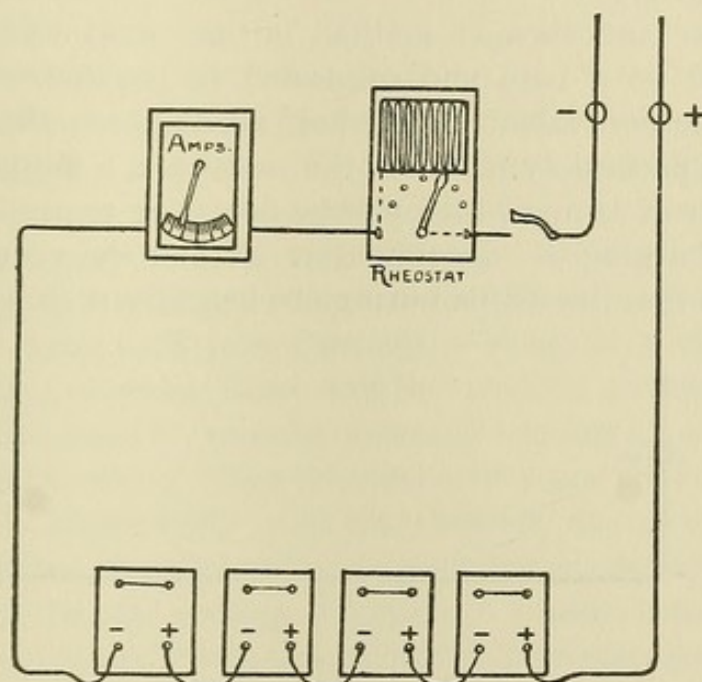 - +
AMPS.
RHEOSTAT
- + - + - + - +